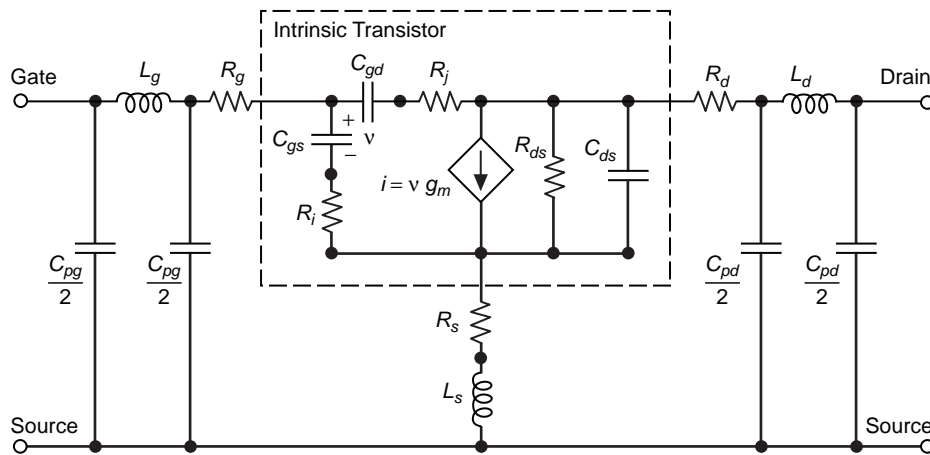 Intrinsic Transistor
Gate
L_g
R_g
C_gd
R_j
R_d
L_d
Drain
+
ν
−
C_gs
R_ds
C_ds
i = ν g_m
R_i
C_pg
2
C_pg
2
C_pd
2
C_pd
2
R_s
L_s
Source
Source